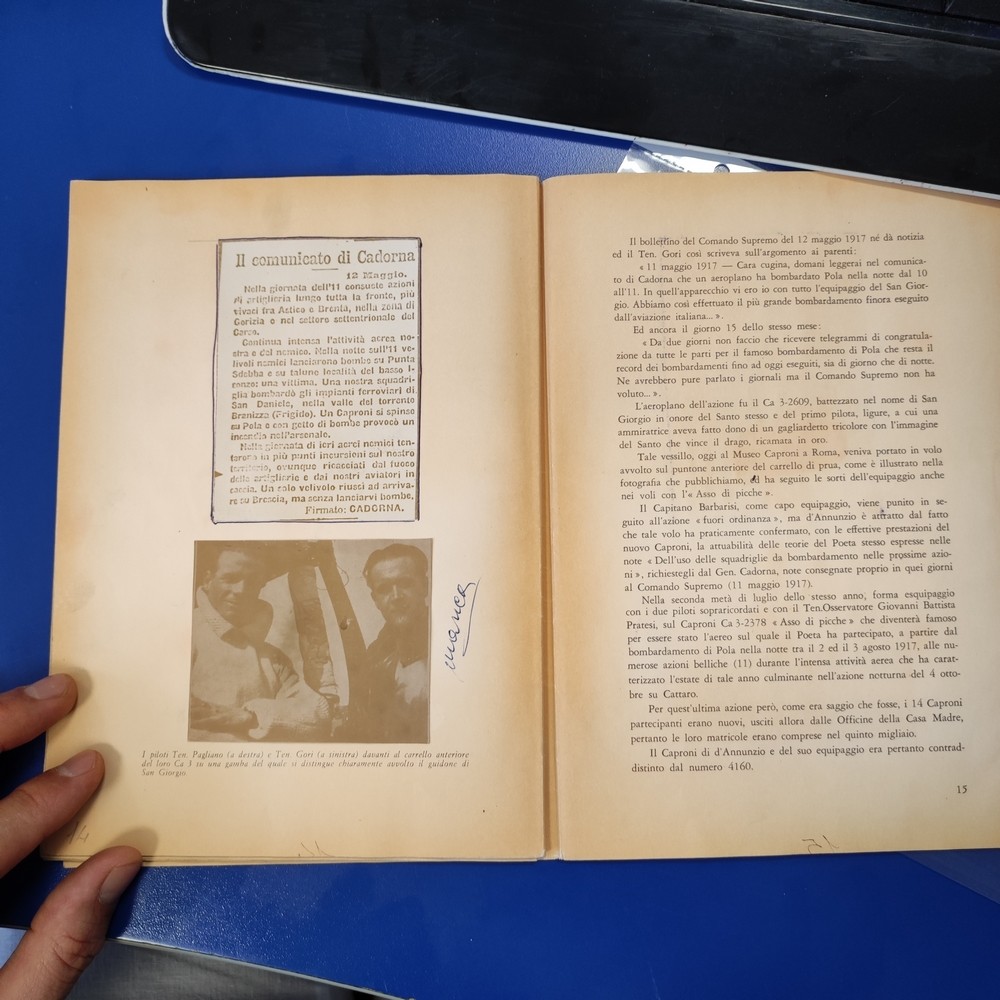 Il comunicato di Cadorna
12 Maggio.
Nella giornata dell'11 consuete azioni
di artiglieria lungo tutta la fronte, più
vivaci fra Astico e Brenta, nella zona di
Gorizia e nel settore settentrionale del
Carso.
Continua intensa l'attività aerea no-
stra e del nemico. Nella notte sull'11 ve-
livoli nemici lanciarono bombe su Punta
Sdobba e su talune località del basso I-
sonzo: una vittima. Una nostra squadri-
glia bombardò gli impianti ferroviari di
San Daniele, nella valle del torrente
Branizza (Frigido). Un Caproni si spinse
su Pola e con getto di bombe provocò un
incendio nell'arsenale.
Nella giornata di ieri aerei nemici ten-
tarono in più punti incursioni sul nostro
territorio, ovunque ricacciati dal fuoco
delle artiglierie e dai nostri aviatori in
caccia. Un solo velivolo riuscì ad arriva-
re su Brescia, ma senza lanciarvi bombe.
Firmato: CADORNA.
manca
I piloti Ten. Pagliano (a destra) e Ten. Gori (a sinistra) davanti al carrello anteriore
del loro Ca 3 su una gamba del quale si distingue chiaramente avvolto il guidone di
San Giorgio
14
Il bollettino del Comando Supremo del 12 maggio 1917 né dà notizia
ed il Ten. Gori così scriveva sull'argomento ai parenti:
« 11 maggio 1917 — Cara cugina, domani leggerai nel comunica-
to di Cadorna che un aeroplano ha bombardato Pola nella notte dal 10
all'11. In quell'apparecchio vi ero io con tutto l'equipaggio del San Gior-
gio. Abbiamo così effettuato il più grande bombardamento finora eseguito
dall'aviazione italiana... ».
Ed ancora il giorno 15 dello stesso mese:
« Da due giorni non faccio che ricevere telegrammi di congratula-
zione da tutte le parti per il famoso bombardamento di Pola che resta il
record dei bombardamenti fino ad oggi eseguiti, sia di giorno che di notte.
Ne avrebbero pure parlato i giornali ma il Comando Supremo non ha
voluto... ».
L'aeroplano dell'azione fu il Ca 3-2609, battezzato nel nome di San
Giorgio in onore del Santo stesso e del primo pilota, ligure, a cui una
ammiratrice aveva fatto dono di un gagliardetto tricolore con l'immagine
del Santo che vince il drago, ricamata in oro.
Tale vessillo, oggi al Museo Caproni a Roma, veniva portato in volo
avvolto sul puntone anteriore del carrello di prua, come è illustrato nella
fotografia che pubblichiamo, ed ha seguito le sorti dell'equipaggio anche
nei voli con l'« Asso di picche ».
Il Capitano Barbarisi, come capo equipaggio, viene punito in se-
guito all'azione « fuori ordinanza », ma d'Annunzio è attratto dal fatto
che tale volo ha praticamente confermato, con le effettive prestazioni del
nuovo Caproni, la attuabilità delle teorie del Poeta stesso espresse nelle
note « Dell'uso delle squadriglie da bombardamento nelle prossime azio-
ni », richiestegli dal Gen. Cadorna, note consegnate proprio in quei giorni
al Comando Supremo (11 maggio 1917).
Nella seconda metà di luglio dello stesso anno, forma esquipaggio
con i due piloti sopraricordati e con il Ten.Osservatore Giovanni Battista
Pratesi, sul Caproni Ca 3-2378 « Asso di picche » che diventerà famoso
per essere stato l'aereo sul quale il Poeta ha partecipato, a partire dal
bombardamento di Pola nella notte tra il 2 ed il 3 agosto 1917, alle nu-
merose azioni belliche (11) durante l'intensa attività aerea che ha carat-
terizzato l'estate di tale anno culminante nell'azione notturna del 4 otto-
bre su Cattaro.
Per quest'ultima azione però, come era saggio che fosse, i 14 Caproni
partecipanti erano nuovi, usciti allora dalle Officine della Casa Madre,
pertanto le loro matricole erano comprese nel quinto migliaio.
Il Caproni di d'Annunzio e del suo equipaggio era pertanto contrad-
distinto dal numero 4160.
15